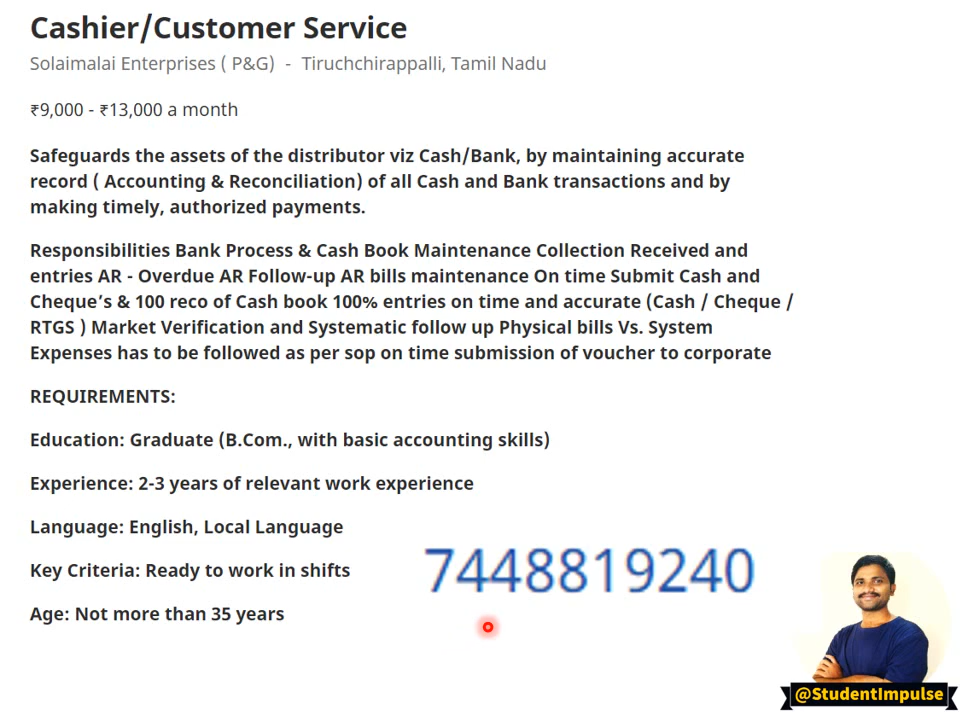 Cashier/Customer Service
Solaimalai Enterprises ( P&G)  -  Tiruchchirappalli, Tamil Nadu
₹9,000 - ₹13,000 a month
Safeguards the assets of the distributor viz Cash/Bank, by maintaining accurate
record ( Accounting & Reconciliation) of all Cash and Bank transactions and by
making timely, authorized payments.
Responsibilities Bank Process & Cash Book Maintenance Collection Received and
entries AR - Overdue AR Follow-up AR bills maintenance On time Submit Cash and
Cheque’s & 100 reco of Cash book 100% entries on time and accurate (Cash / Cheque /
RTGS ) Market Verification and Systematic follow up Physical bills Vs. System
Expenses has to be followed as per sop on time submission of voucher to corporate
REQUIREMENTS:
Education: Graduate (B.Com., with basic accounting skills)
Experience: 2-3 years of relevant work experience
Language: English, Local Language
Key Criteria: Ready to work in shifts
7448819240
Age: Not more than 35 years
@StudentImpulse